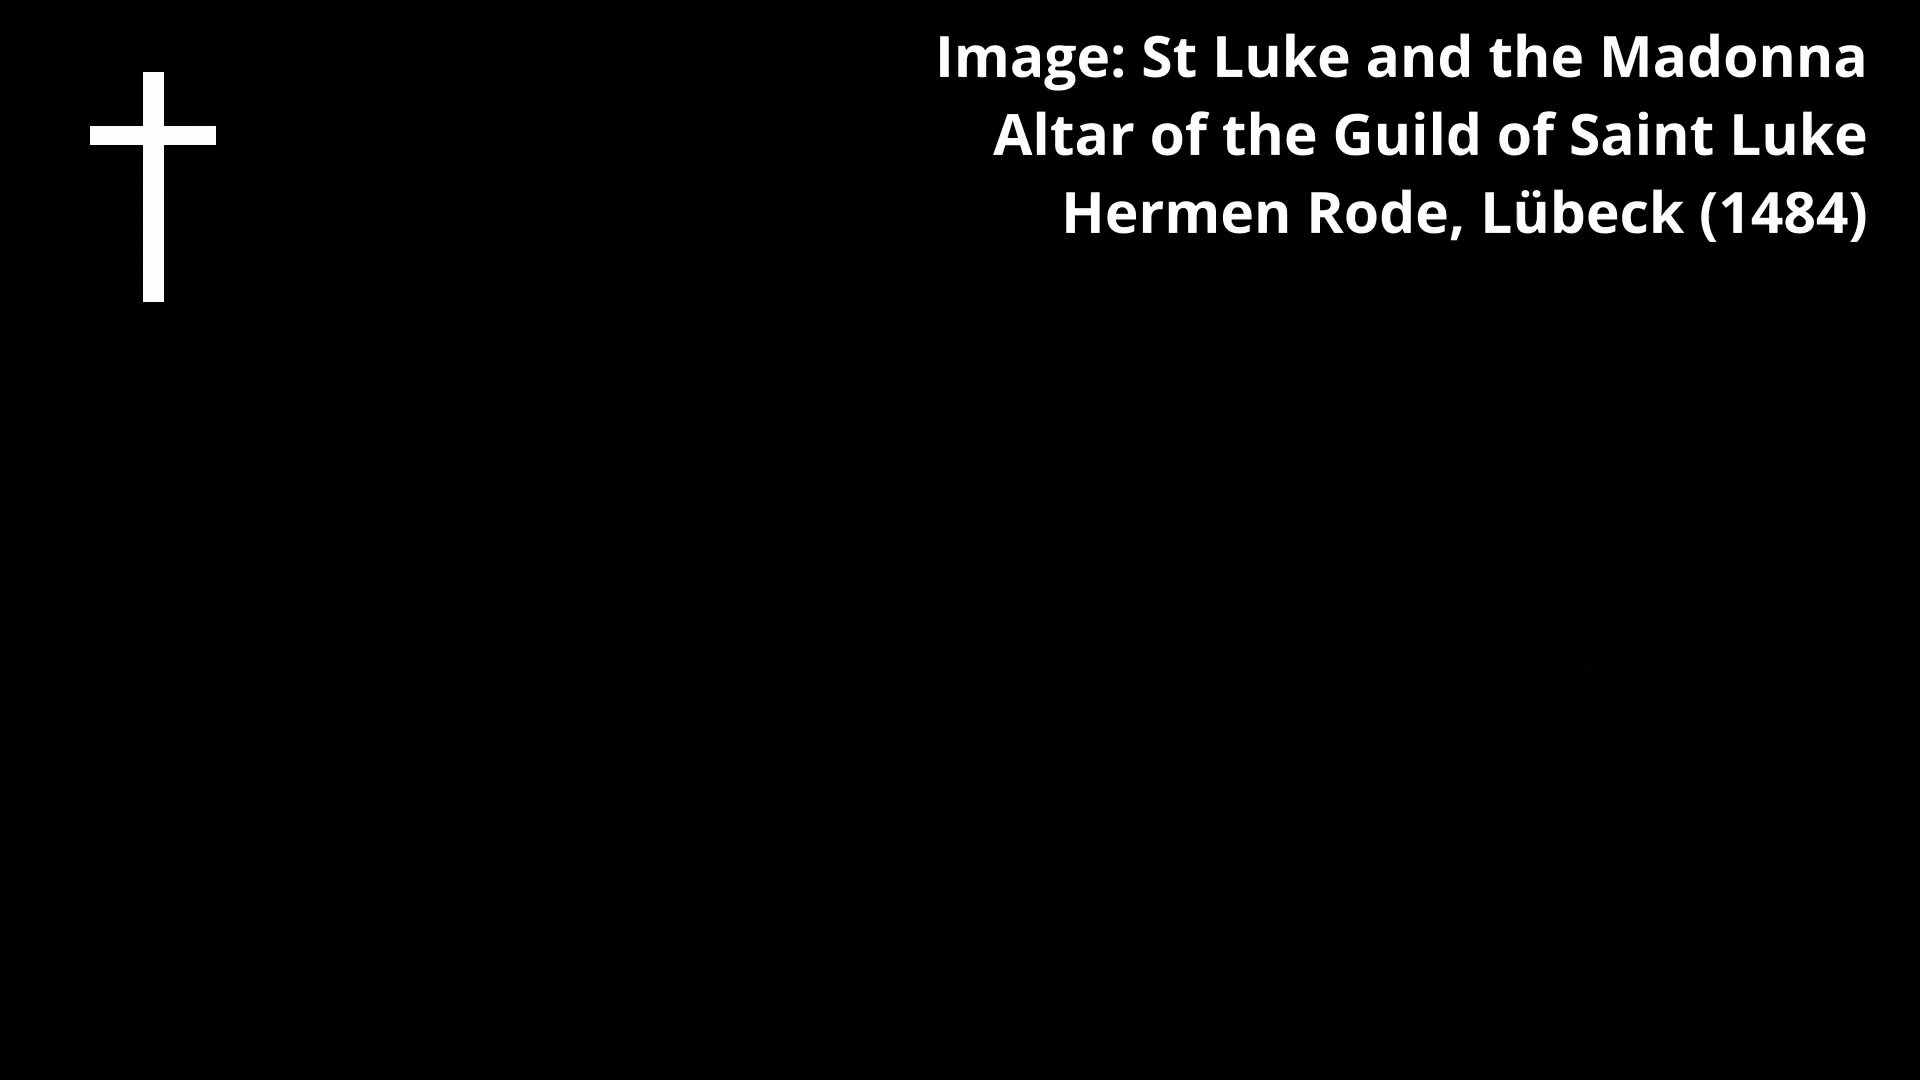 Image: St Luke and the Madonna
Altar of the Guild of Saint Luke
Hermen Rode, Lübeck (1484)